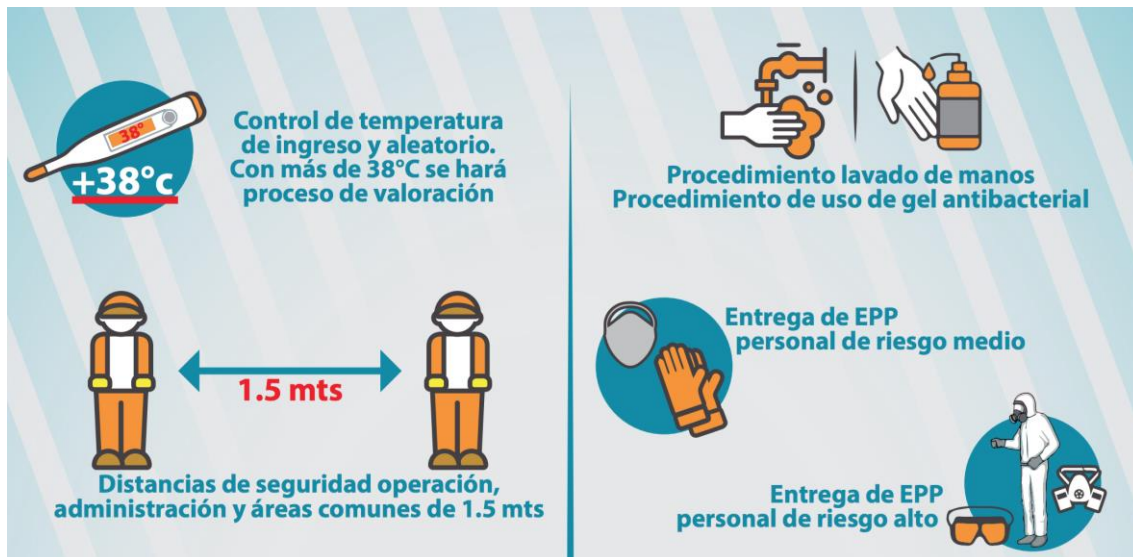 38°
+38°c
Control de temperatura
de ingreso y aleatorio.
Con más de 38°C se hará
proceso de valoración
1.5 mts
Distancias de seguridad operación,
administración y áreas comunes de 1.5 mts
Procedimiento lavado de manos
Procedimiento de uso de gel antibacterial
Entrega de EPP
personal de riesgo medio
Entrega de EPP
personal de riesgo alto